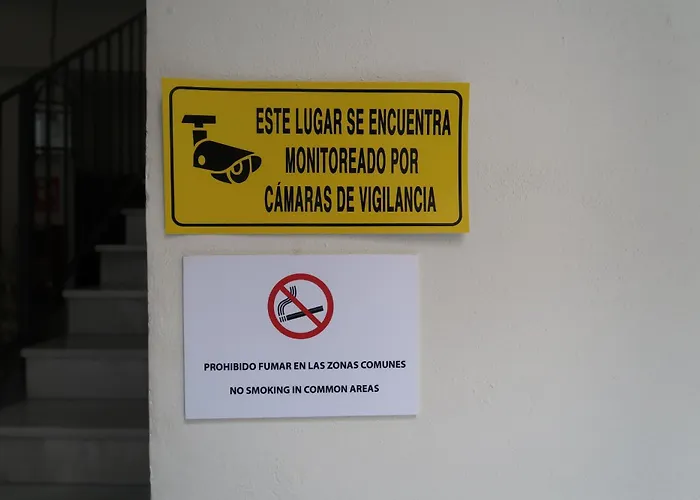 ESTE LUGAR SE ENCUENTRA
MONITOREADO POR
CÁMARAS DE VIGILANCIA
PROHIBIDO FUMAR EN LAS ZONAS COMUNES
NO SMOKING IN COMMON AREAS